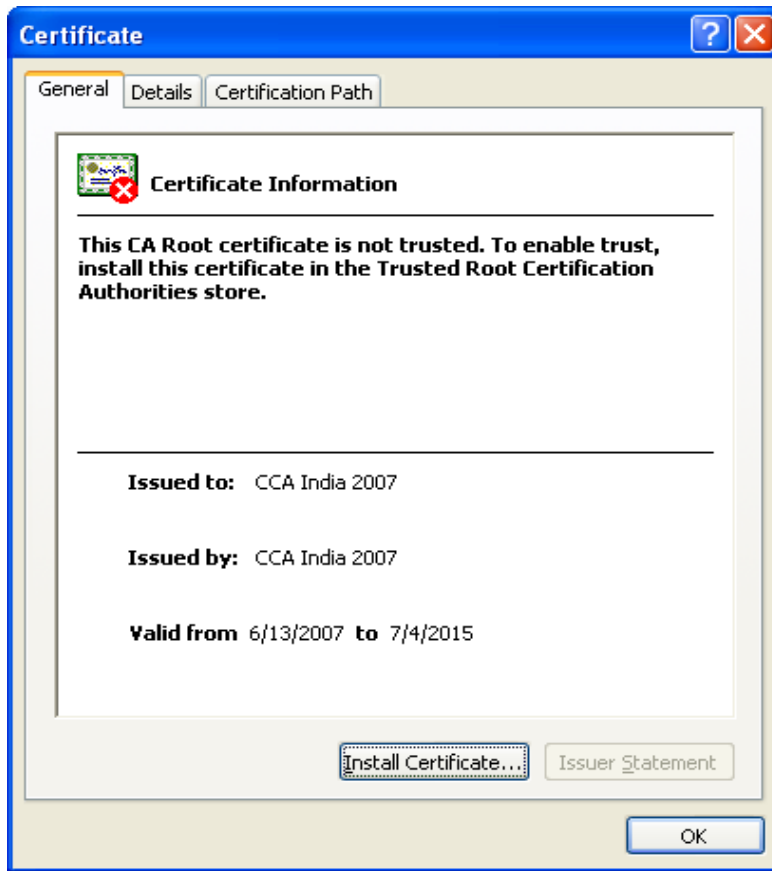 Certificate
General Details Certification Path
Certificate Information
This CA Root certificate is not trusted. To enable trust,
install this certificate in the Trusted Root Certification
Authorities store.
Issued to: CCA India 2007
Issued by: CCA India 2007
Valid from 6/13/2007 to 7/4/2015
Install Certificate... Issuer Statement
OK